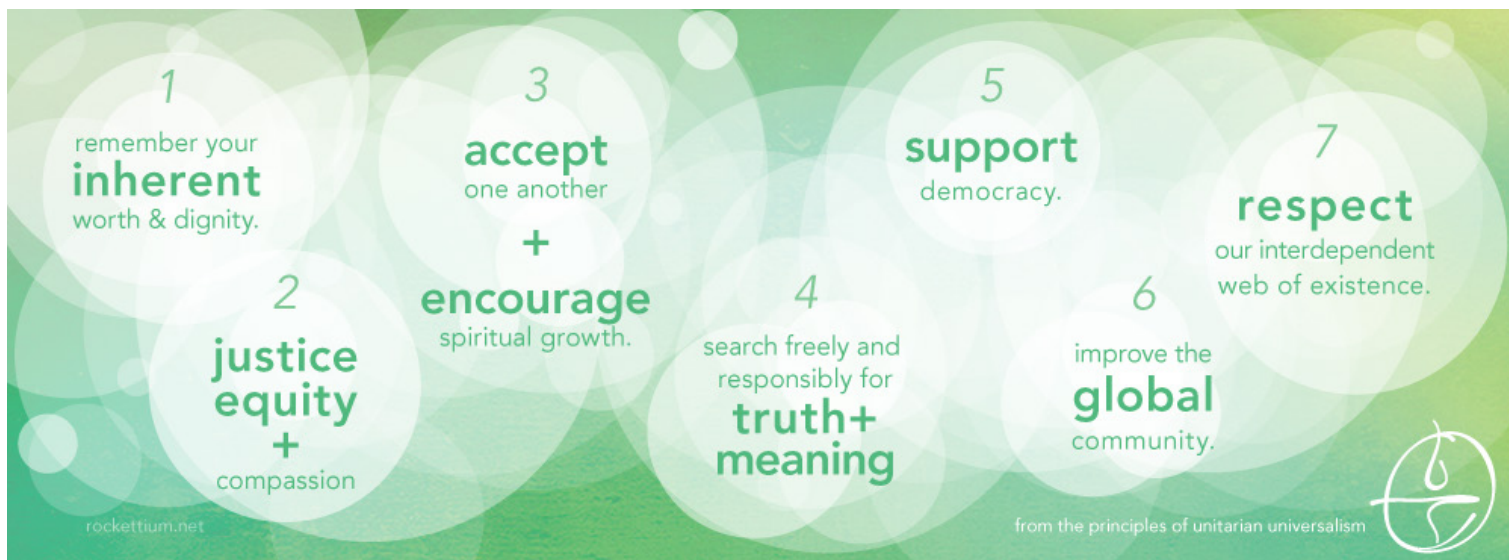 1
remember your
inherent
worth & dignity.
2
justice
equity
+
compassion
3
accept
one another
+
encourage
spiritual growth.
4
search freely and
responsibly for
truth+
meaning
5
support
democracy.
6
improve the
global
community.
7
respect
our interdependent
web of existence.
rockettium.net
from the principles of unitarian universalism